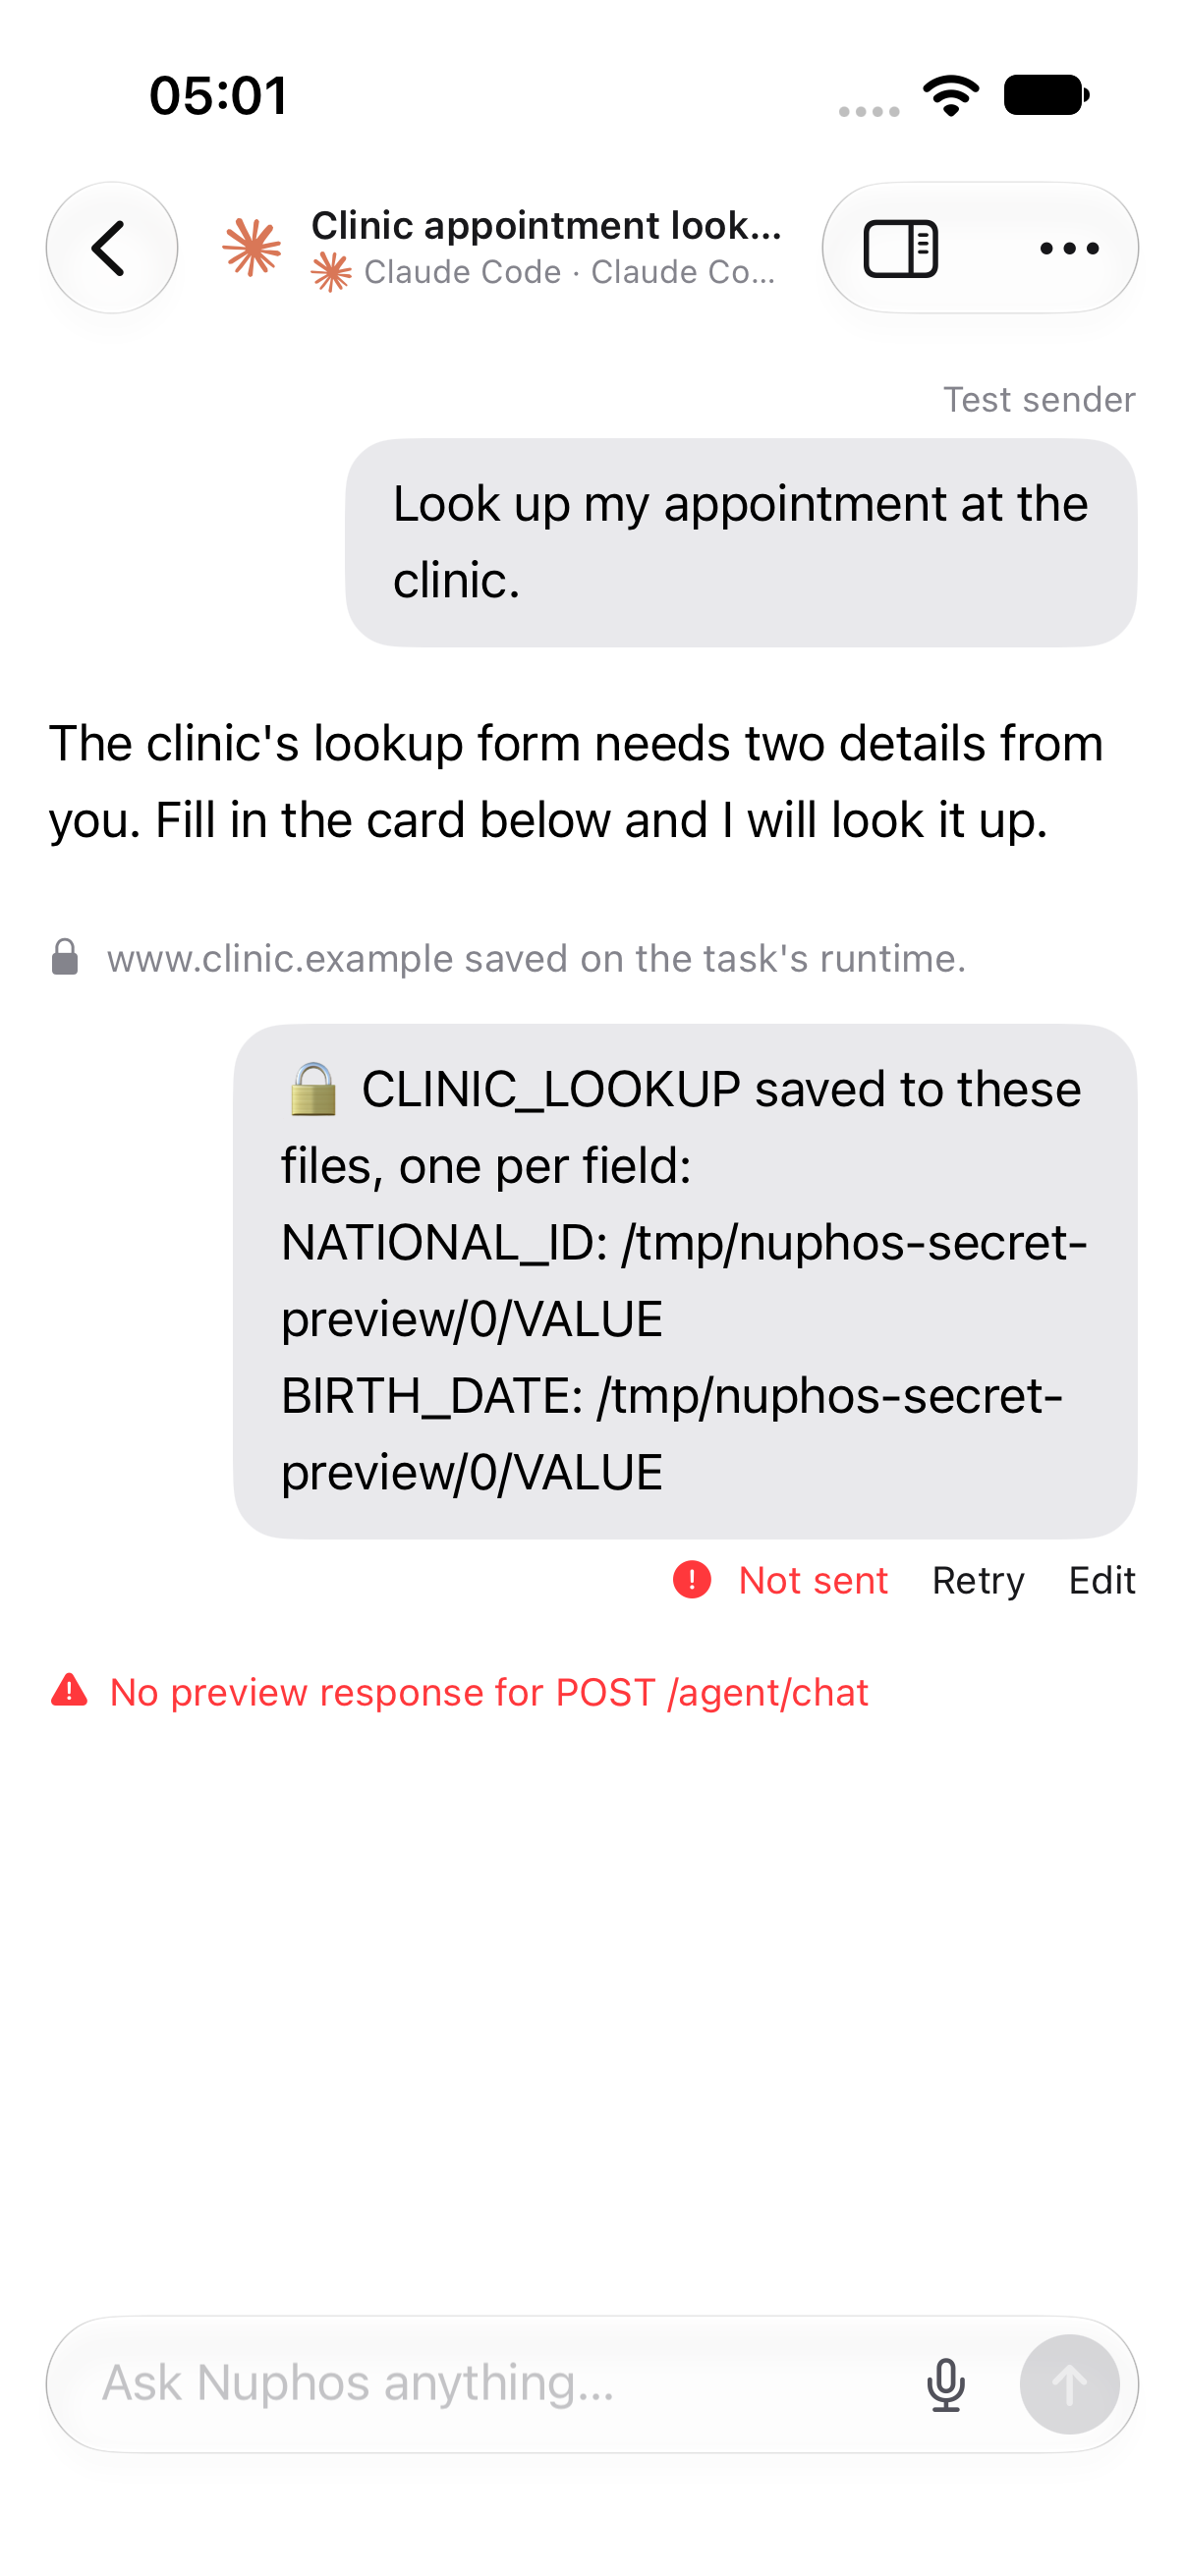 05:01
Clinic appointment look...
Claude Code · Claude Co...
Test sender
Look up my appointment at the
clinic.
The clinic's lookup form needs two details from
you. Fill in the card below and I will look it up.
www.clinic.example saved on the task's runtime.
🔒 CLINIC_LOOKUP saved to these
files, one per field:
NATIONAL_ID: /tmp/nuphos-secret-
preview/0/VALUE
BIRTH_DATE: /tmp/nuphos-secret-
preview/0/VALUE
Not sent Retry Edit
No preview response for POST /agent/chat
Ask Nuphos anything...